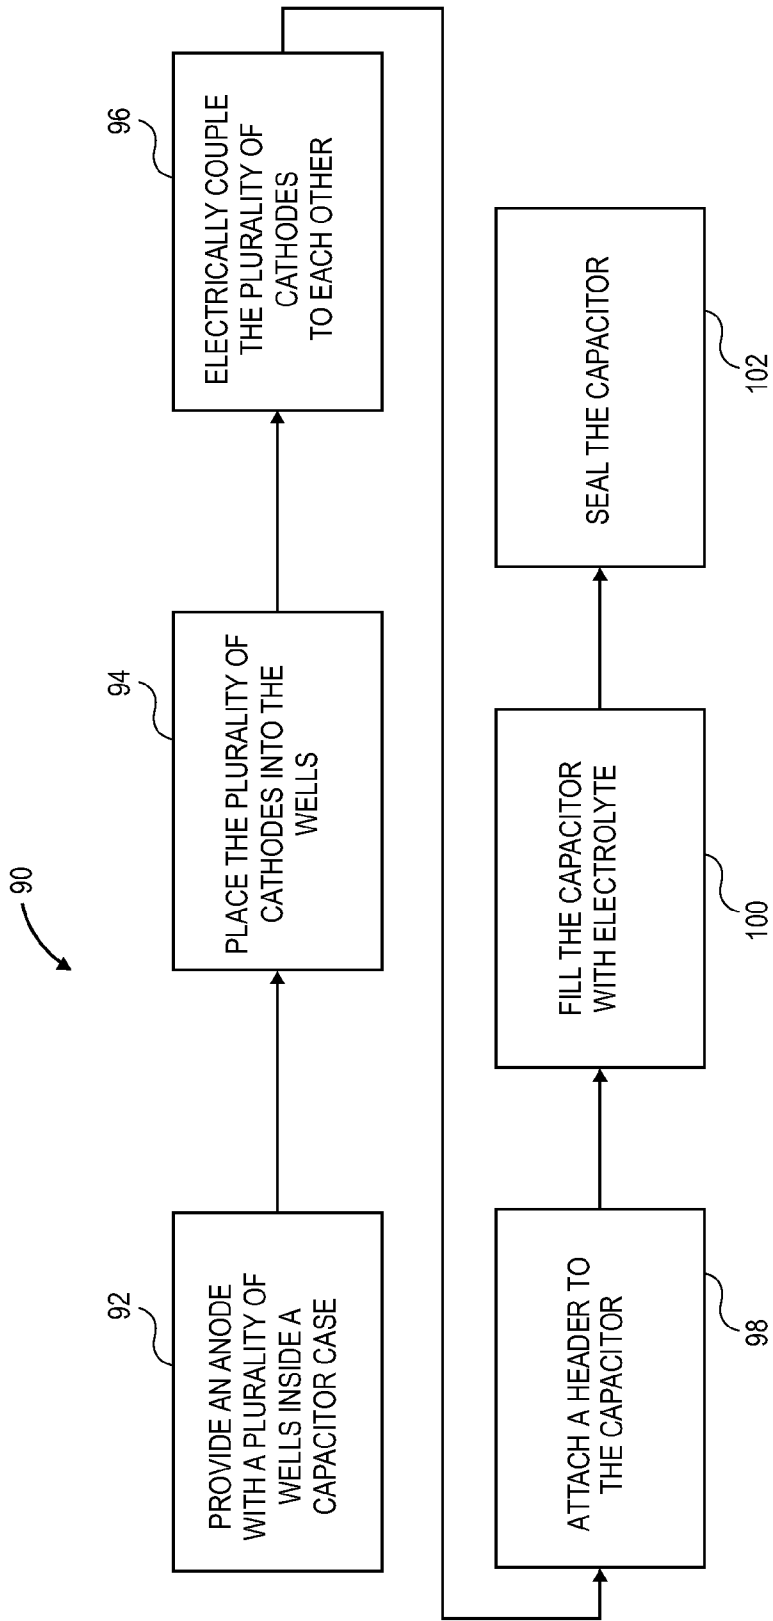 90
92
PROVIDE AN ANODE
WITH A PLURALITY OF
WELLS INSIDE A
CAPACITOR CASE
94
PLACE THE PLURALITY OF
CATHODES INTO THE
WELLS
96
ELECTRICALLY COUPLE
THE PLURALITY OF
CATHODES
TO EACH OTHER
ATTACH A HEADER TO
THE CAPACITOR
98
FILL THE CAPACITOR
WITH ELECTROLYTE
100
SEAL THE CAPACITOR
102